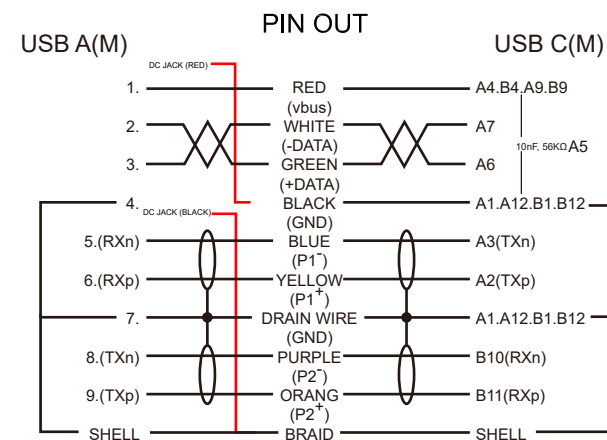 PIN OUT
USB A(M)
USB C(M)
DC JACK (RED)
1. RED A4.B4.A9.B9
(vbus)
2. WHITE A7
(-DATA)
10nF, 56KΩ A5
3. GREEN A6
(+DATA)
4. BLACK A1.A12.B1.B12
DC JACK (BLACK)
(GND)
5.(RXn) BLUE A3(TXn)
(P1-)
6.(RXp) YELLOW A2(TXp)
(P1+)
7. DRAIN WIRE A1.A12.B1.B12
(GND)
8.(TXn) PURPLE B10(RXn)
(P2-)
9.(TXp) ORANG B11(RXp)
(P2+)
SHELL BRAID SHELL